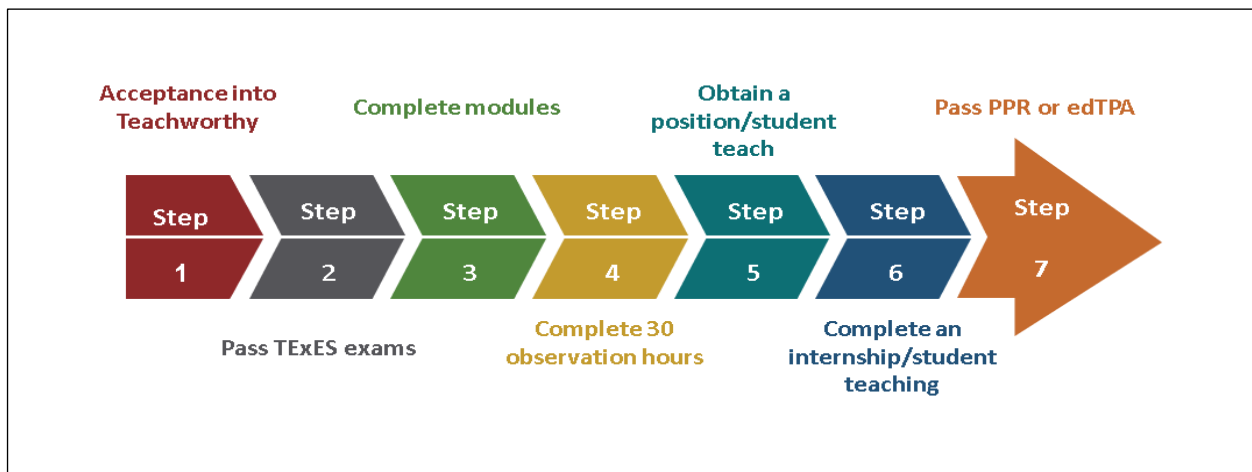 Acceptance into
Teachworthy
Complete modules
Obtain a
position/student
teach
Pass PPR or edTPA
Step
1
Step
2
Step
3
Step
4
Step
5
Step
6
Step
7
Pass TExES exams
Complete 30
observation hours
Complete an
internship/student
teaching